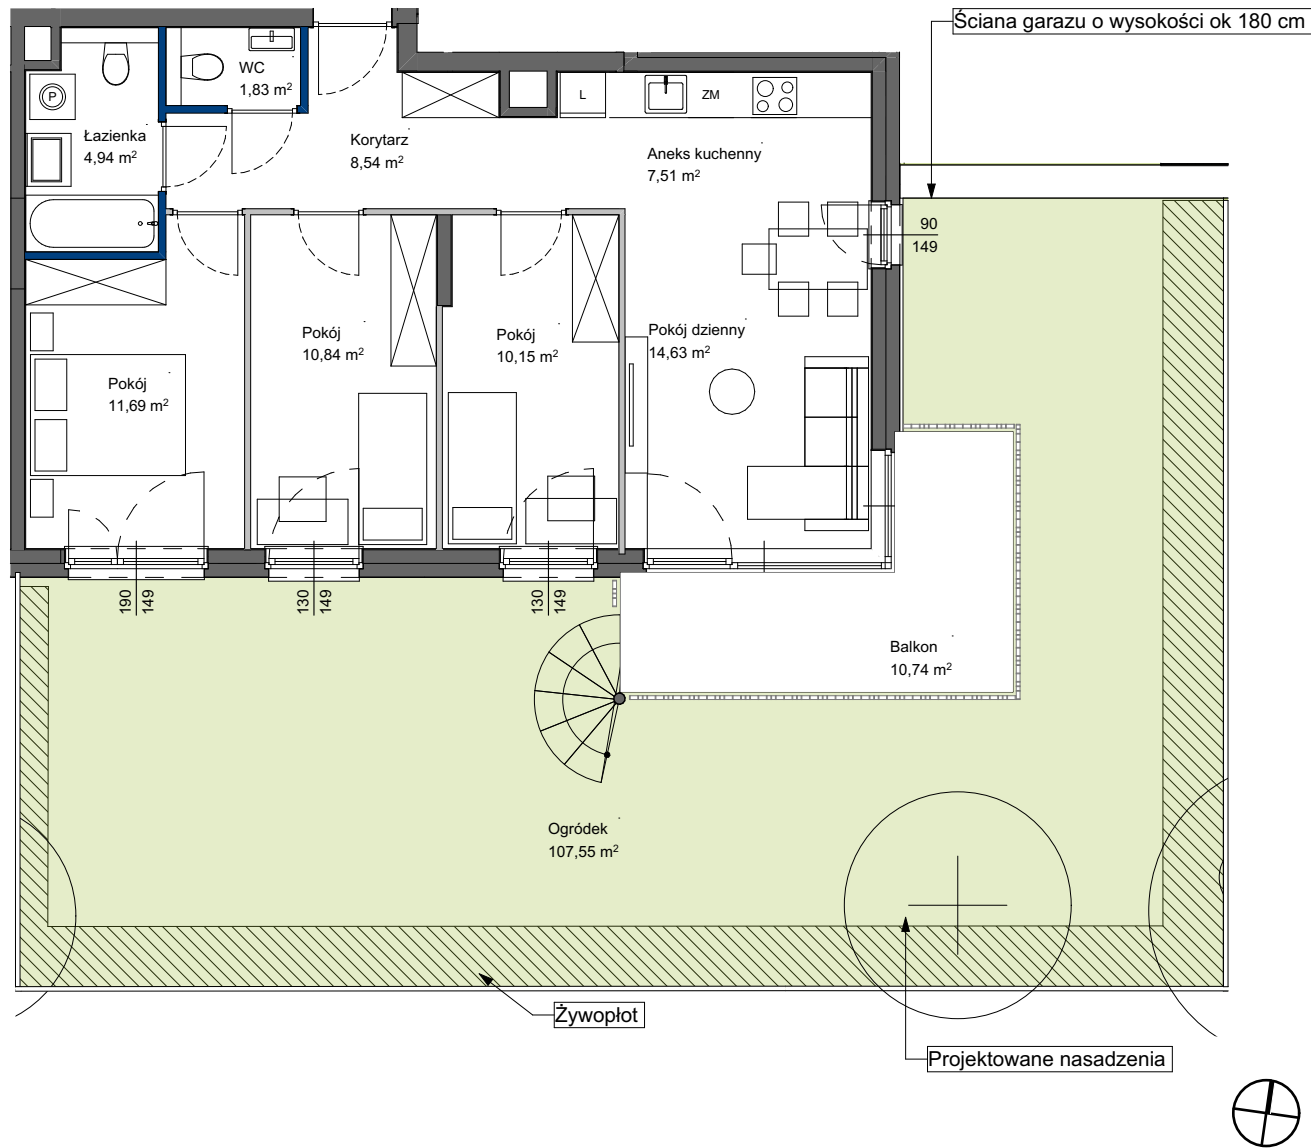 Ściana garazu o wysokości ok 180 cm
WC
1,83 m²
P
Łazienka
4,94 m²
Korytarz
8,54 m²
L
ZM
Aneks kuchenny
7,51 m²
90
149
Pokój
11,69 m²
Pokój
10,84 m²
Pokój
10,15 m²
Pokój dzienny
14,63 m²
190
149
130
149
130
149
Balkon
10,74 m²
Ogródek
107,55 m²
Żywopłot
Projektowane nasadzenia